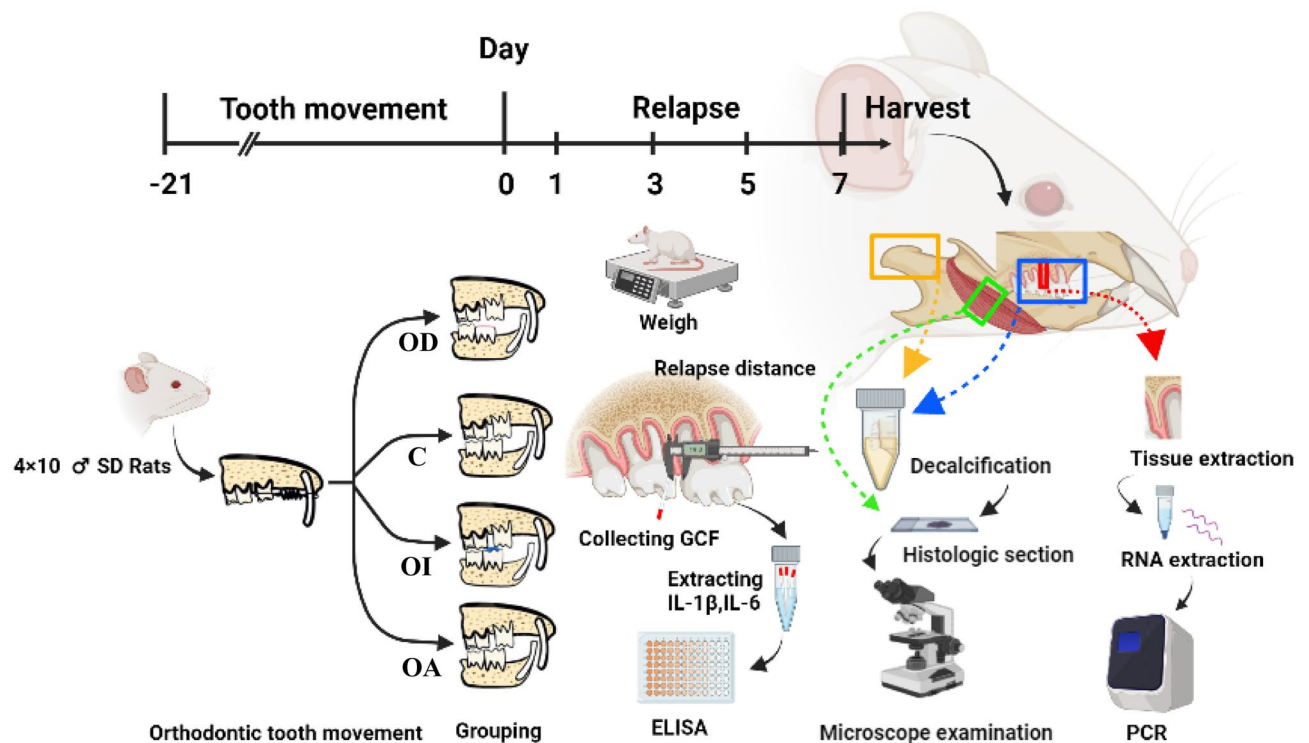 Day
Tooth movement
Relapse
Harvest
-21
0
1
3
5
7
Weigh
OD
C
OI
OA
4×10 ♂ SD Rats
Relapse distance
Collecting GCF
Extracting
IL-1β,IL-6
Decalcification
Histologic section
Tissue extraction
RNA extraction
Orthodontic tooth movement
Grouping
ELISA
Microscope examination
PCR